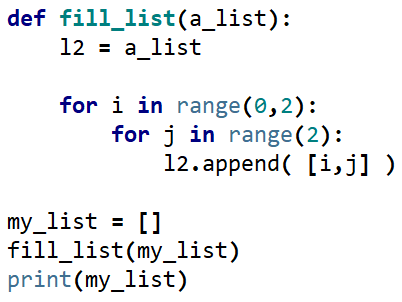 def fill_list(a_list):
    l2 = a_list

    for i in range(0,2):
        for j in range(2):
            l2.append( [i,j] )

my_list = []
fill_list(my_list)
print(my_list)